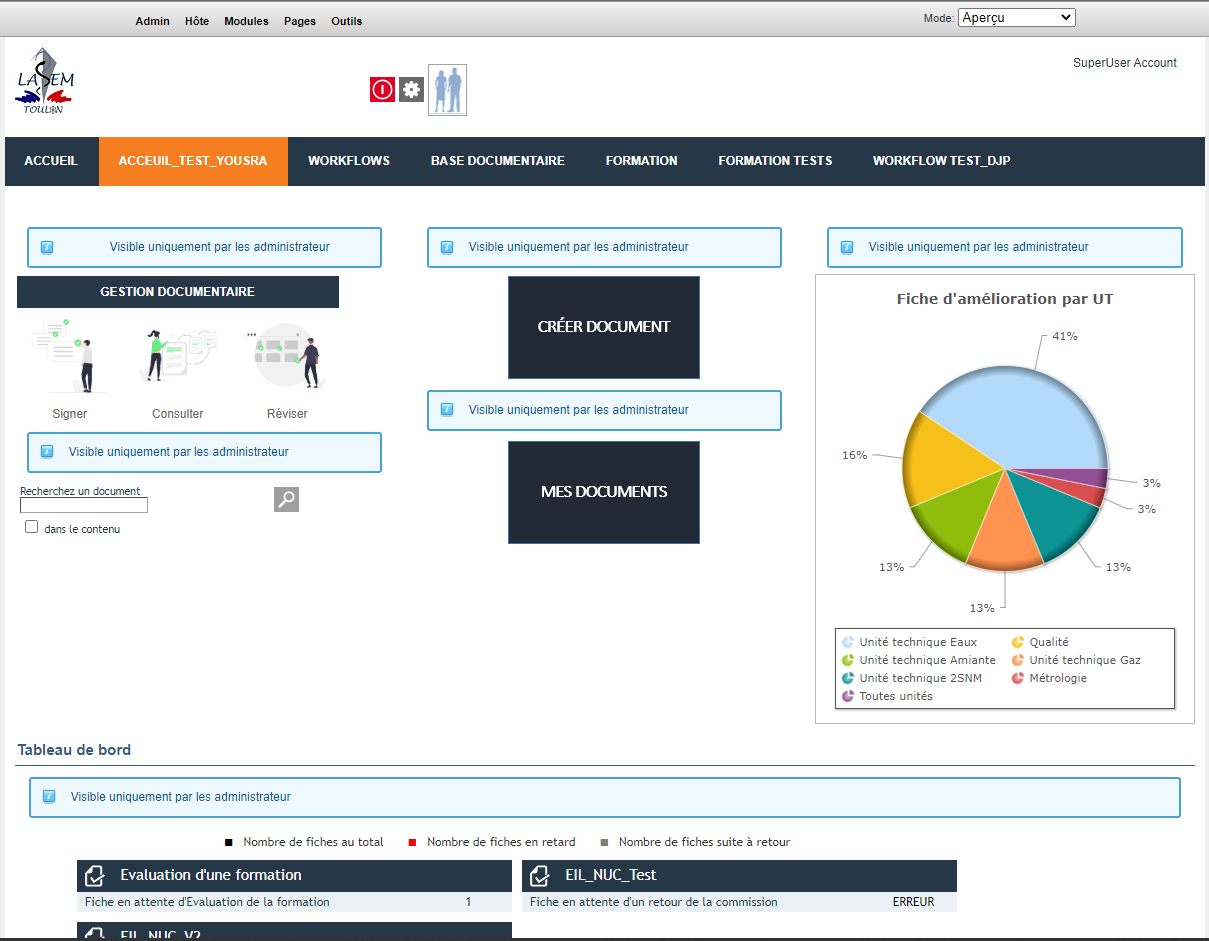 Admin Hôte Modules Pages Outils
Mode: Aperçu
LASEM
TOULON
SuperUser Account
ACCUEIL ACCEUIL_TEST_YOUSRA WORKFLOWS BASE DOCUMENTAIRE FORMATION FORMATION TESTS WORKFLOW TEST_DJP
Visible uniquement par les administrateur
GESTION DOCUMENTAIRE
Signer Consulter Réviser
Visible uniquement par les administrateur
Recherchez un document
dans le contenu
Visible uniquement par les administrateur
CRÉER DOCUMENT
Visible uniquement par les administrateur
MES DOCUMENTS
Visible uniquement par les administrateur
Fiche d'amélioration par UT
41%
16%
3%
3%
13%
13%
13%
Unité technique Eaux Qualité
Unité technique Amiante Unité technique Gaz
Unité technique 2SNM Métrologie
Toutes unités
Tableau de bord
Visible uniquement par les administrateur
Nombre de fiches au total Nombre de fiches en retard Nombre de fiches suite à retour
Evaluation d'une formation
Fiche en attente d'Evaluation de la formation 1
EIL_NUC_Test
Fiche en attente d'un retour de la commission ERREUR
EIL_NUC_V2